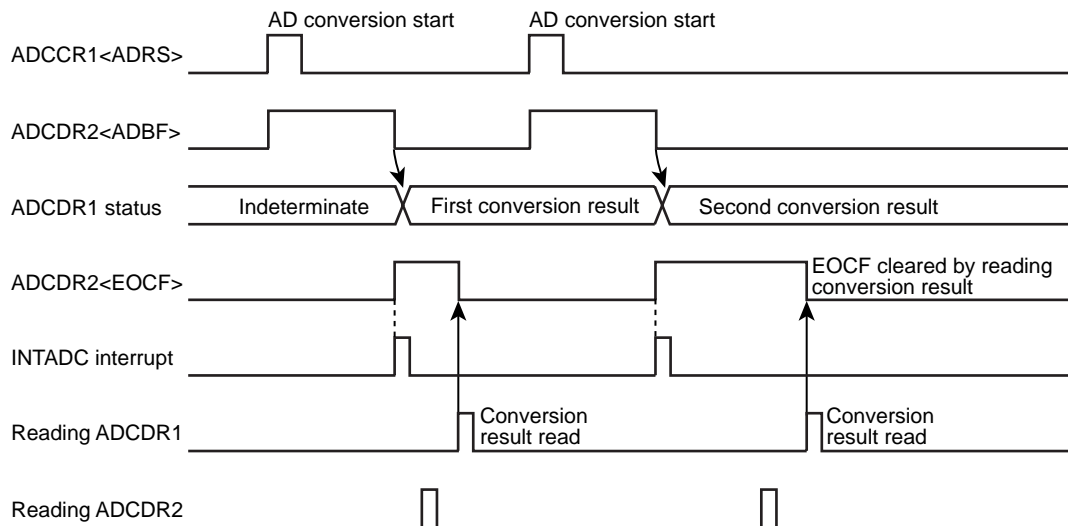 AD conversion start AD conversion start
ADCCR1<ADRS>
ADCDR2<ADBF>
ADCDR1 status Indeterminate First conversion result Second conversion result
ADCDR2<EOCF> EOCF cleared by reading
conversion result
INTADC interrupt
Reading ADCDR1 Conversion Conversion
result read result read
Reading ADCDR2